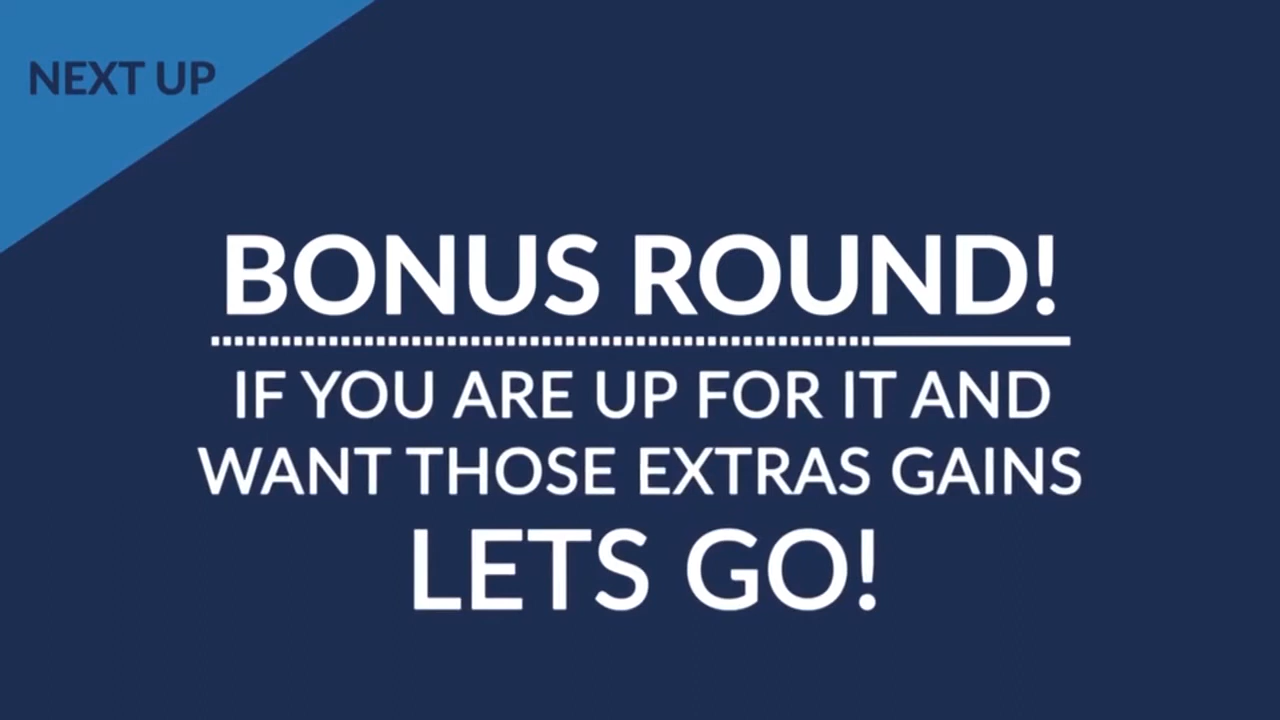 NEXT UP
BONUS ROUND!
IF YOU ARE UP FOR IT AND
WANT THOSE EXTRAS GAINS
LETS GO!